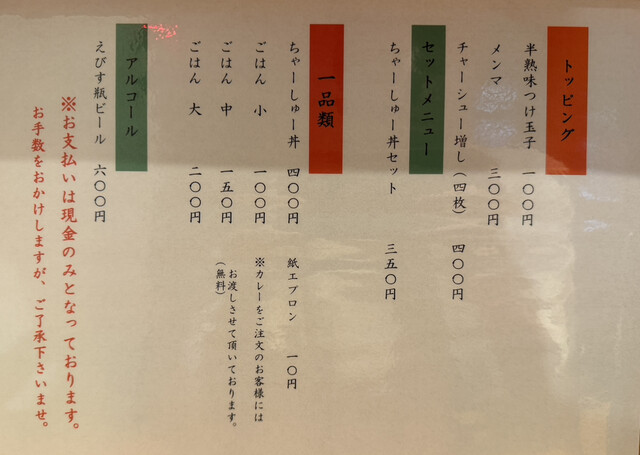 トッピング
半熟味つけ玉子 一〇〇円
メンマ 三〇〇円
チャーシュー増し（四枚） 四〇〇円
セットメニュー
ちゃーしゅー丼セット 三五〇円
一品類
ちゃーしゅー丼 四〇〇円
ごはん 小 一〇〇円
ごはん 中 一五〇円
ごはん 大 二〇〇円
紙エプロン 一〇円
※カレーをご注文のお客様には
お渡しさせて頂いております。
（無料）
アルコール
えびす瓶ビール 六〇〇円
※お支払いは現金のみとなっております。
お手数をおかけしますが、ご了承下さいませ。